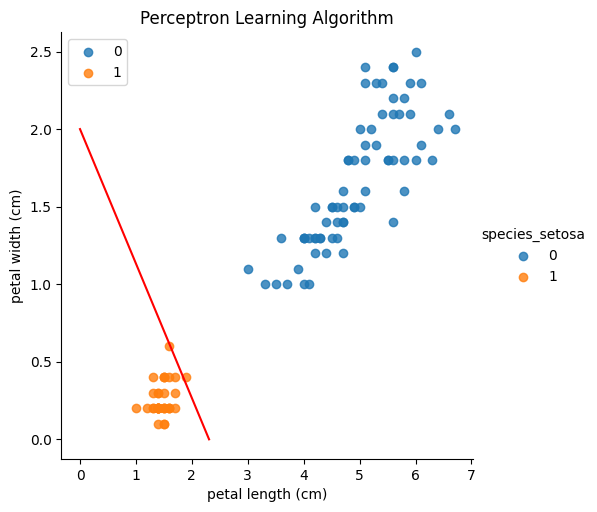 Perceptron Learning Algorithm
0
1
petal width (cm)
2.5
2.0
1.5
1.0
0.5
0.0
species_setosa
0
1
0 1 2 3 4 5 6 7
petal length (cm)